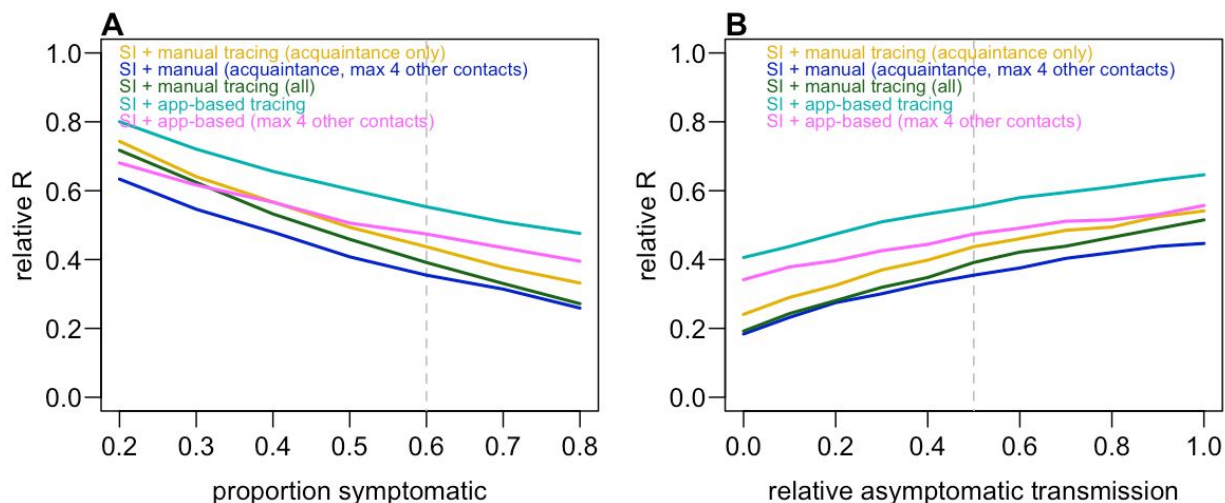 A
SI + manual tracing (acquaintance only)
SI + manual (acquaintance, max 4 other contacts)
SI + manual tracing (all)
SI + app-based tracing
SI + app-based (max 4 other contacts)
relative R
1.0
0.8
0.6
0.4
0.2
0.0
0.2 0.3 0.4 0.5 0.6 0.7 0.8
proportion symptomatic
B
SI + manual tracing (acquaintance only)
SI + manual (acquaintance, max 4 other contacts)
SI + manual tracing (all)
SI + app-based tracing
SI + app-based (max 4 other contacts)
relative R
1.0
0.8
0.6
0.4
0.2
0.0
0.0 0.2 0.4 0.6 0.8 1.0
relative asymptomatic transmission